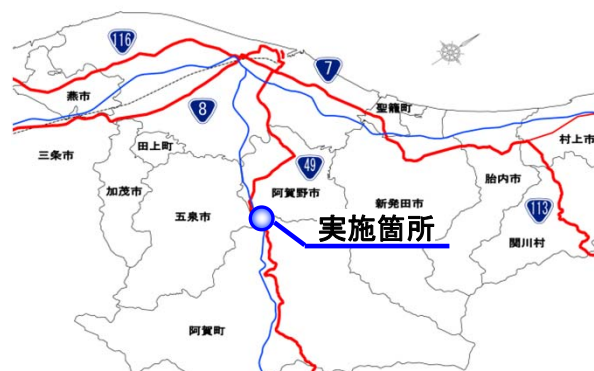 116
7
燕市
8
聖籠町
三条市
田上町
村上市
49
加茂市
阿賀野市
胎内市
新発田市
五泉市
113
実施箇所
関川村
阿賀町